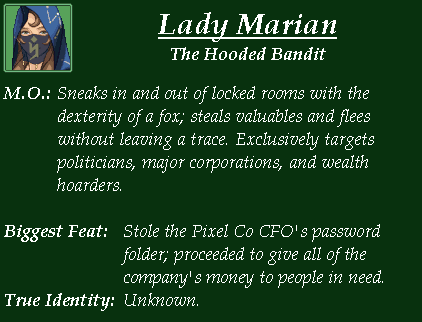 Lady Marian
The Hooded Bandit
M.O.: Sneaks in and out of locked rooms with the
dexterity of a fox; steals valuables and flees
without leaving a trace. Exclusively targets
politicians, major corporations, and wealth
hoarders.
Biggest Feat: Stole the Pixel Co CFO's password
folder; proceeded to give all of the
company's money to people in need.
True Identity: Unknown.